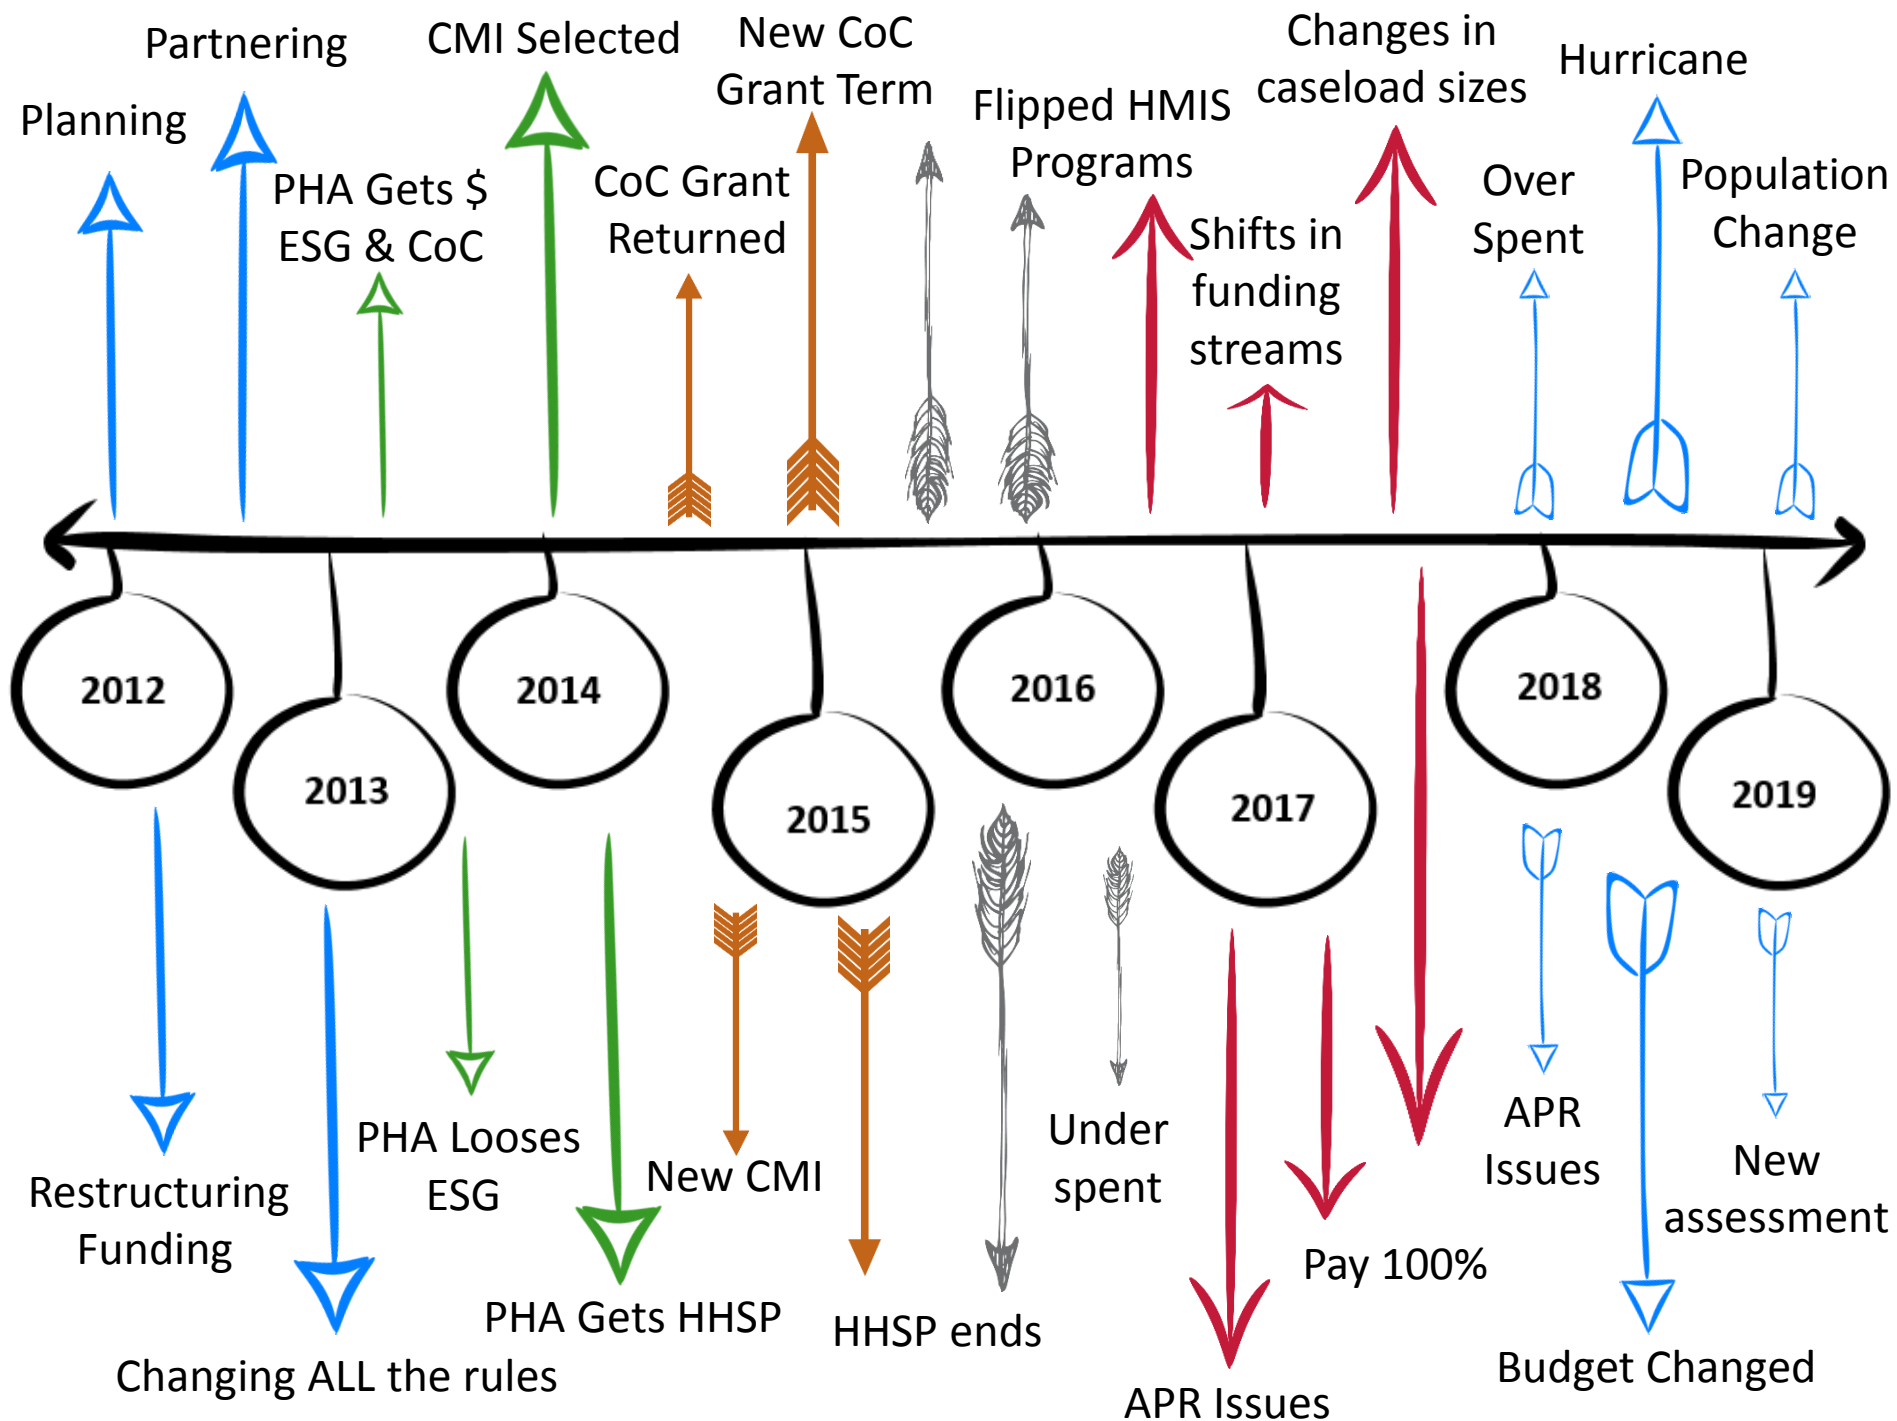 Planning
Partnering
PHA Gets $
ESG & CoC
CMI Selected
CoC Grant
Returned
New CoC
Grant Term
Flipped HMIS
Programs
Shifts in
funding
streams
Changes in
caseload sizes
Over
Spent
Hurricane
Population
Change
2012
2013
2014
2015
2016
2017
2018
2019
Restructuring
Funding
Changing ALL the rules
PHA Looses
ESG
PHA Gets HHSP
New CMI
HHSP ends
Under
spent
APR Issues
Pay 100%
APR
Issues
Budget Changed
New
assessment